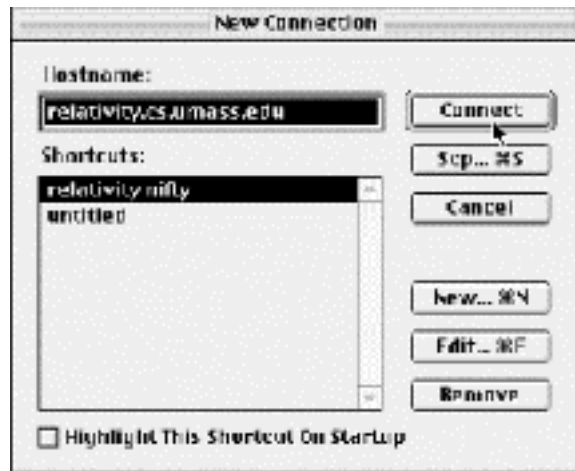 New Connection
Hostname:
relativity.cs.umass.edu
Connect
Shortcuts:
Scp... ⌘S
relativity nifty
untitled
Cancel
New... ⌘N
Edit... ⌘E
Remove
Highlight This Shortcut On Startup